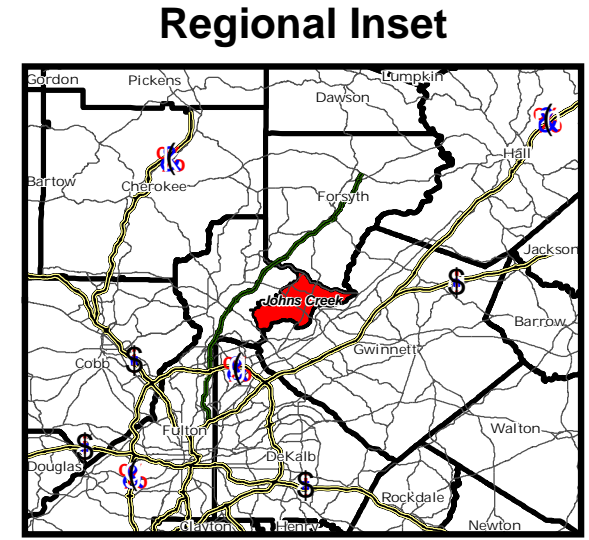 Regional Inset
Gordon
Pickens
Lumpkin
Dawson
Hall
Bartow
Cherokee
Forsyth
Jackson
Johns Creek
Barrow
Gwinnett
Cobb
Walton
Fulton
DeKalb
Douglas
Rockdale
Clayton
Henry
Newton
$
$
$
$